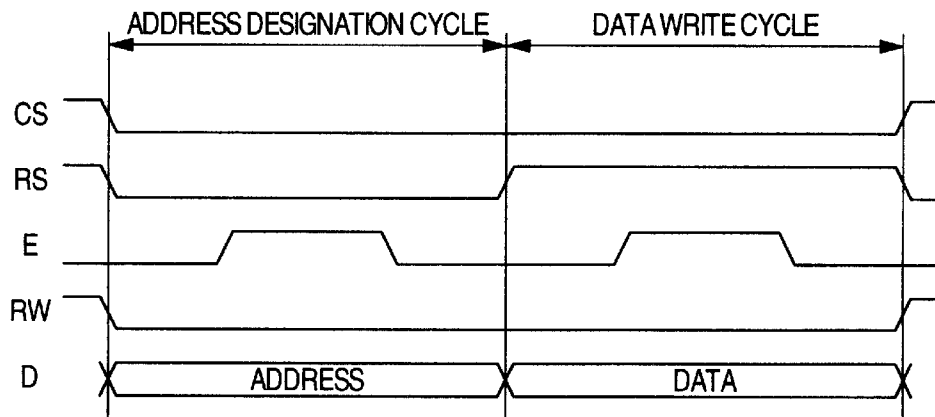 ADDRESS DESIGNATION CYCLE DATA WRITE CYCLE
CS
RS
E
RW
D ADDRESS DATA